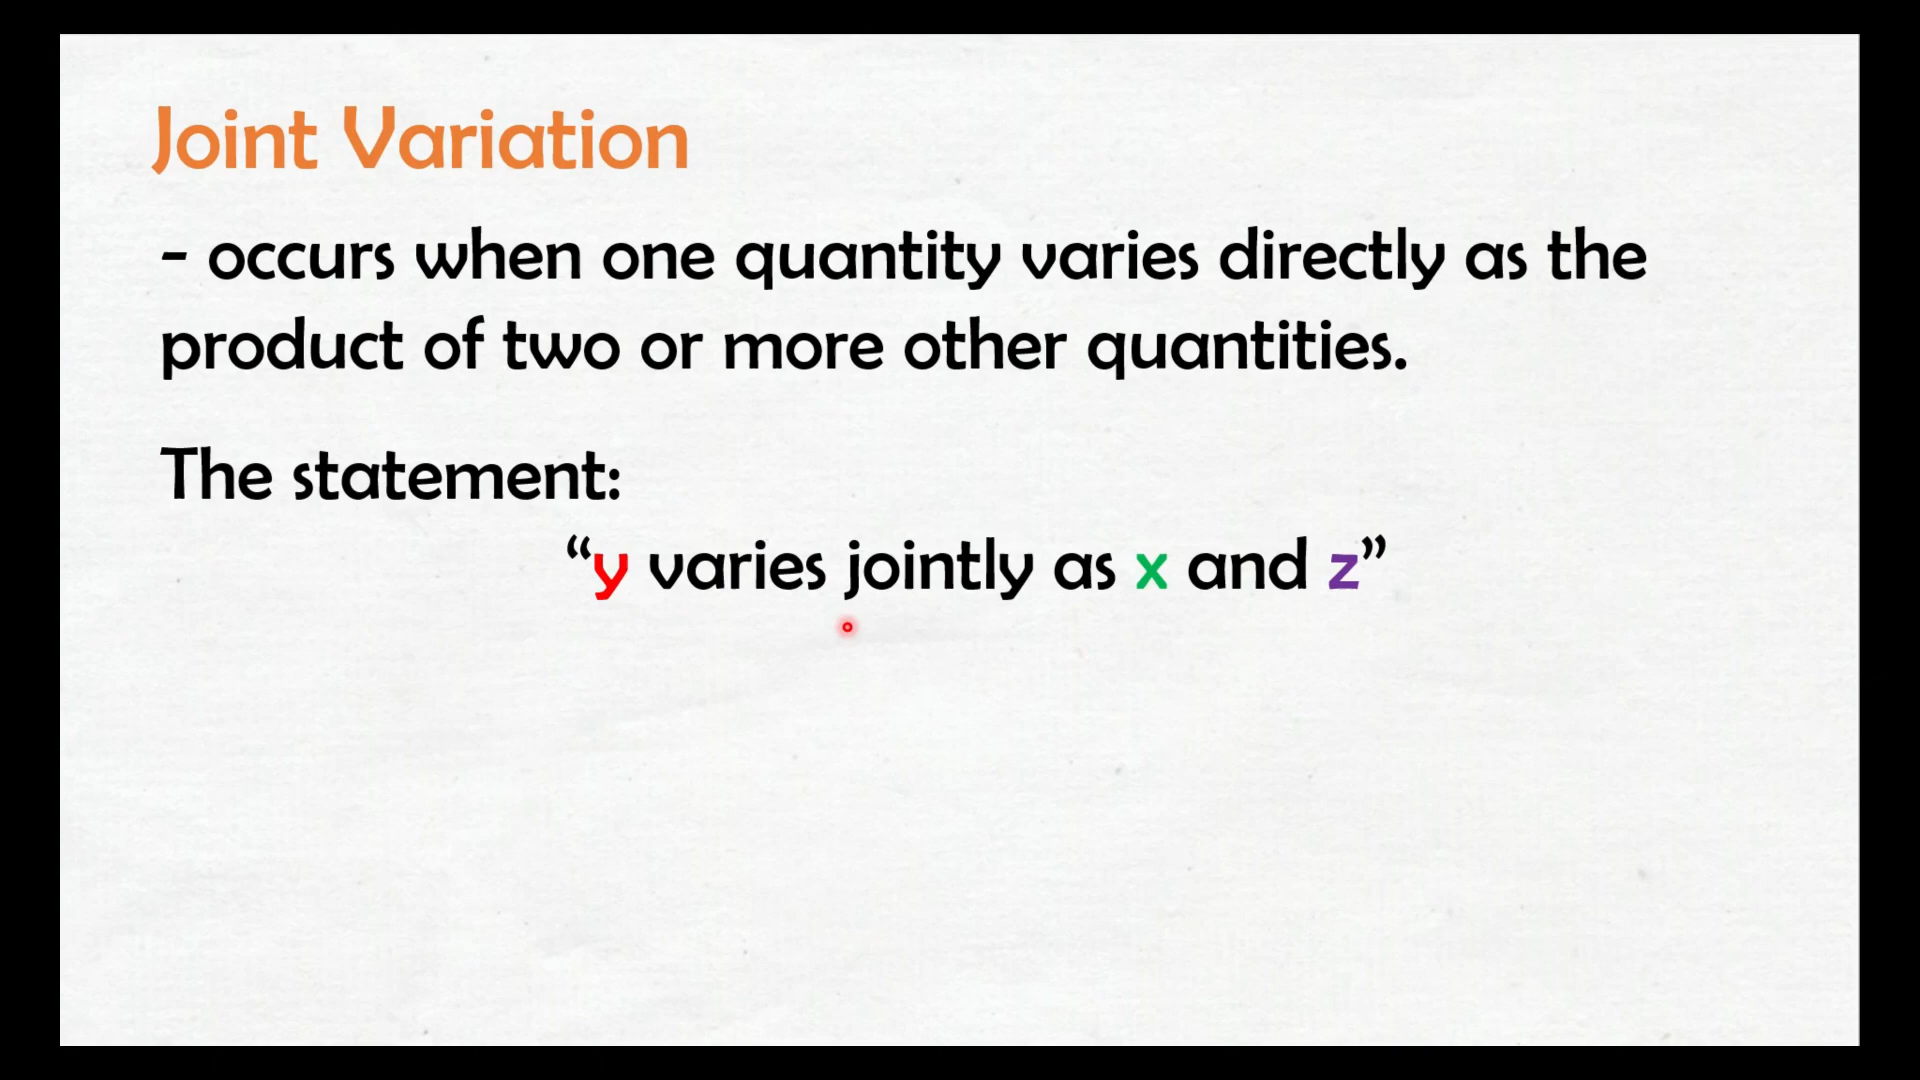 Joint Variation
- occurs when one quantity varies directly as the
product of two or more other quantities.
The statement:
“y varies jointly as x and z”